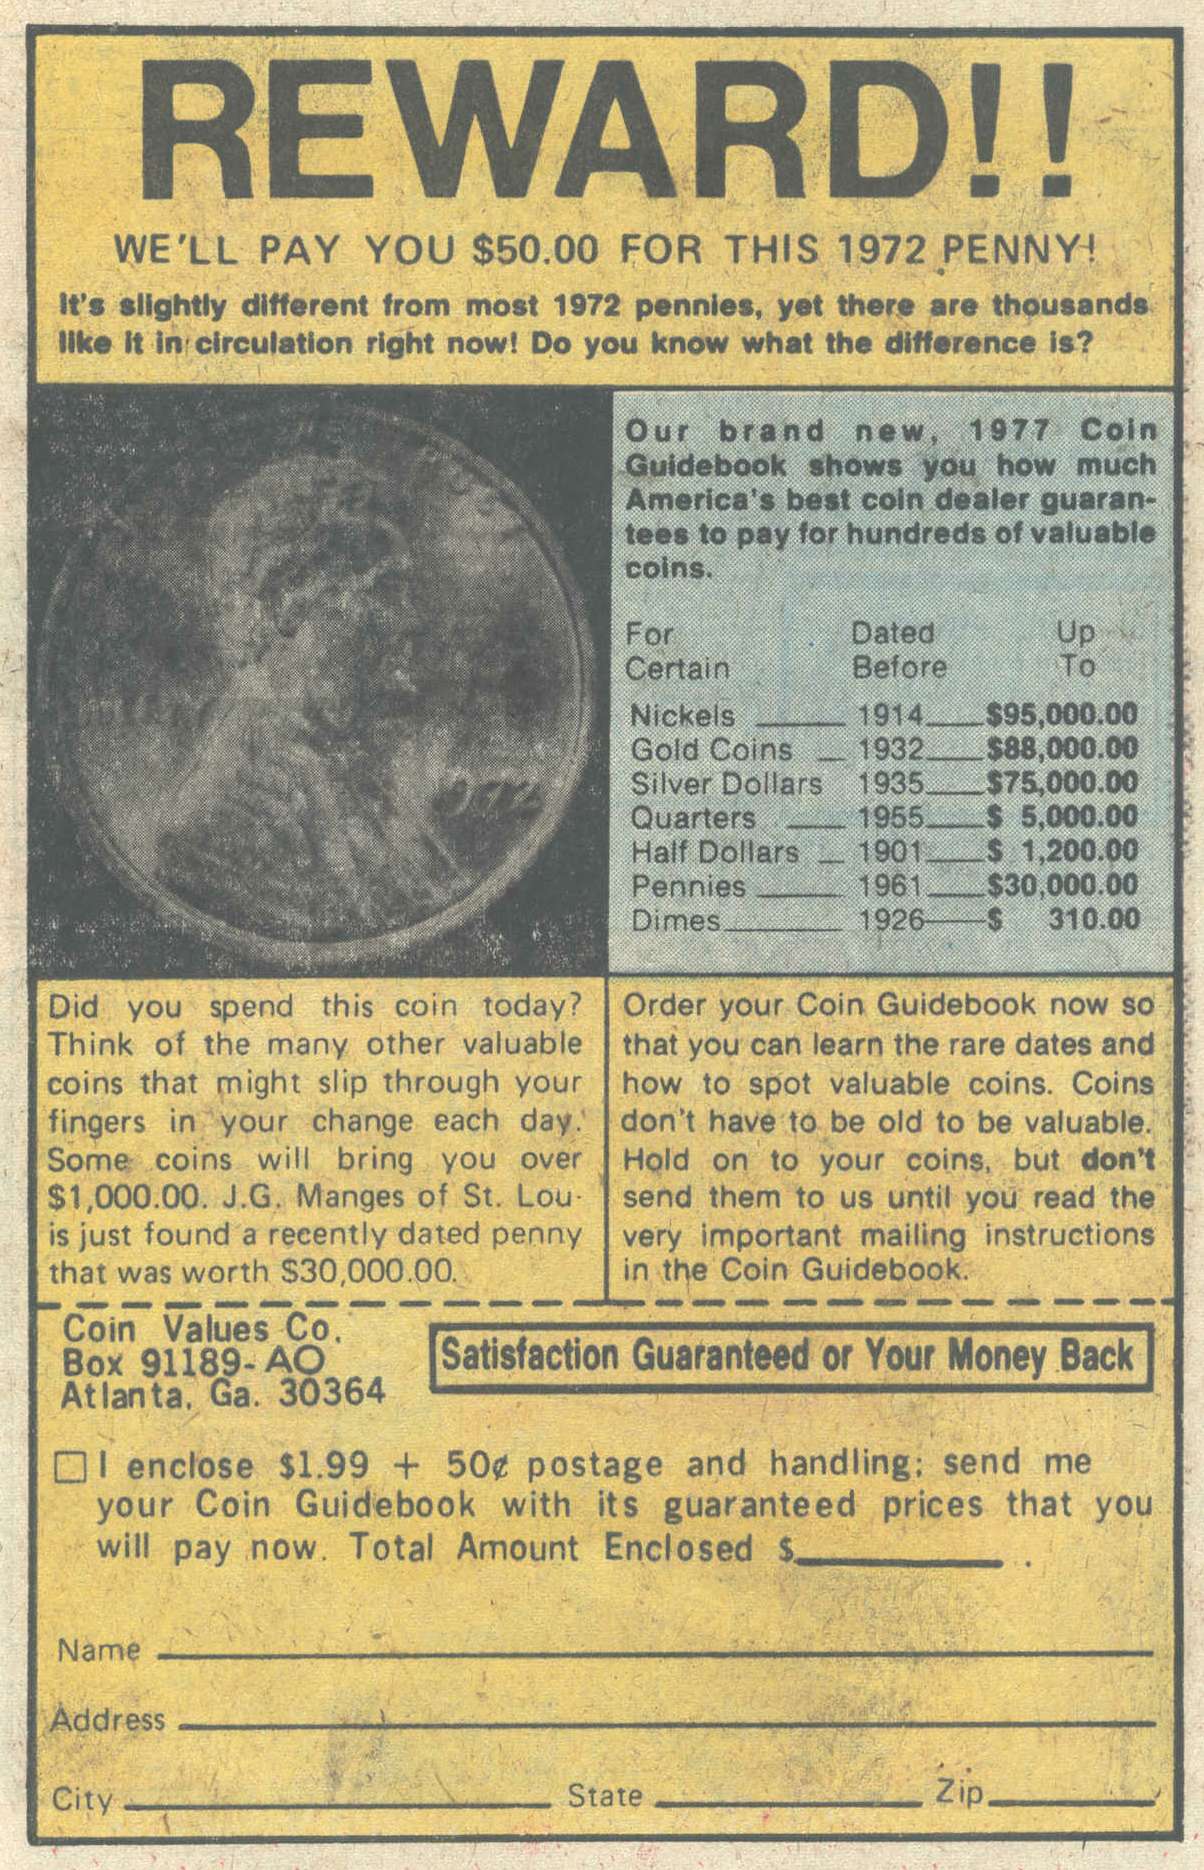 REWARD!!
WE'LL PAY YOU $50.00 FOR THIS 1972 PENNY!
It's slightly different from most 1972 pennies, yet there are thousands
like it in circulation right now! Do you know what the difference is?
Our brand new, 1977 Coin
Guidebook shows you how much
America's best coin dealer guaran-
tees to pay for hundreds of valuable
coins.
For Dated Up
Certain Before To
Nickels 1914 $95,000.00
Gold Coins 1932 $88,000.00
Silver Dollars 1935 $75,000.00
Quarters 1955 $ 5,000.00
Half Dollars 1901 $ 1,200.00
Pennies 1961 $30,000.00
Dimes 1926 $ 310.00
Did you spend this coin today?
Think of the many other valuable
coins that might slip through your
fingers in your change each day.
Some coins will bring you over
$1,000.00. J.G. Manges of St. Lou-
is just found a recently dated penny
that was worth $30,000.00.
Order your Coin Guidebook now so
that you can learn the rare dates and
how to spot valuable coins. Coins
don't have to be old to be valuable.
Hold on to your coins, but don't
send them to us until you read the
very important mailing instructions
in the Coin Guidebook.
Coin Values Co.
Box 91189-AO
Atlanta, Ga. 30364
Satisfaction Guaranteed or Your Money Back
I enclose $1.99 + 50¢ postage and handling; send me
your Coin Guidebook with its guaranteed prices that you
will pay now. Total Amount Enclosed $ .
Name
Address
City State Zip